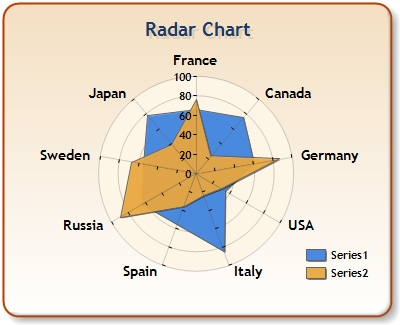 Radar Chart
France
Japan
Canada
100
80
60
40
20
0
Sweden
Germany
Russia
USA
Spain
Italy
Series1
Series2